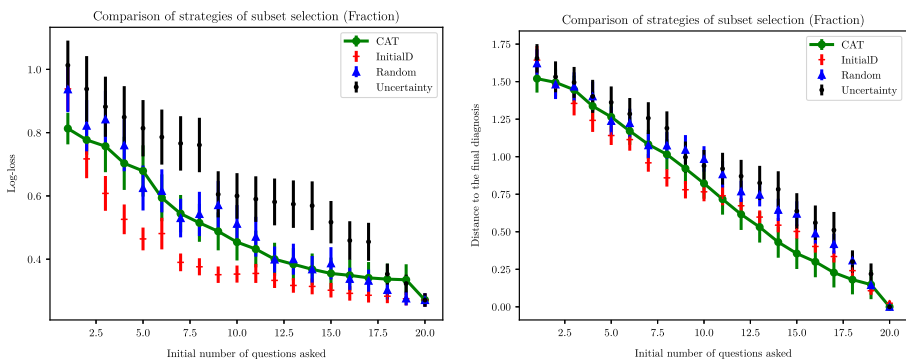 Comparison of strategies of subset selection (Fraction)
CAT
InitialD
Random
Uncertainty
Log-loss
1.0
0.8
0.6
0.4
2.5 5.0 7.5 10.0 12.5 15.0 17.5 20.0
Initial number of questions asked
Comparison of strategies of subset selection (Fraction)
CAT
InitialD
Random
Uncertainty
Distance to the final diagnosis
1.75
1.50
1.25
1.00
0.75
0.50
0.25
0.00
2.5 5.0 7.5 10.0 12.5 15.0 17.5 20.0
Initial number of questions asked